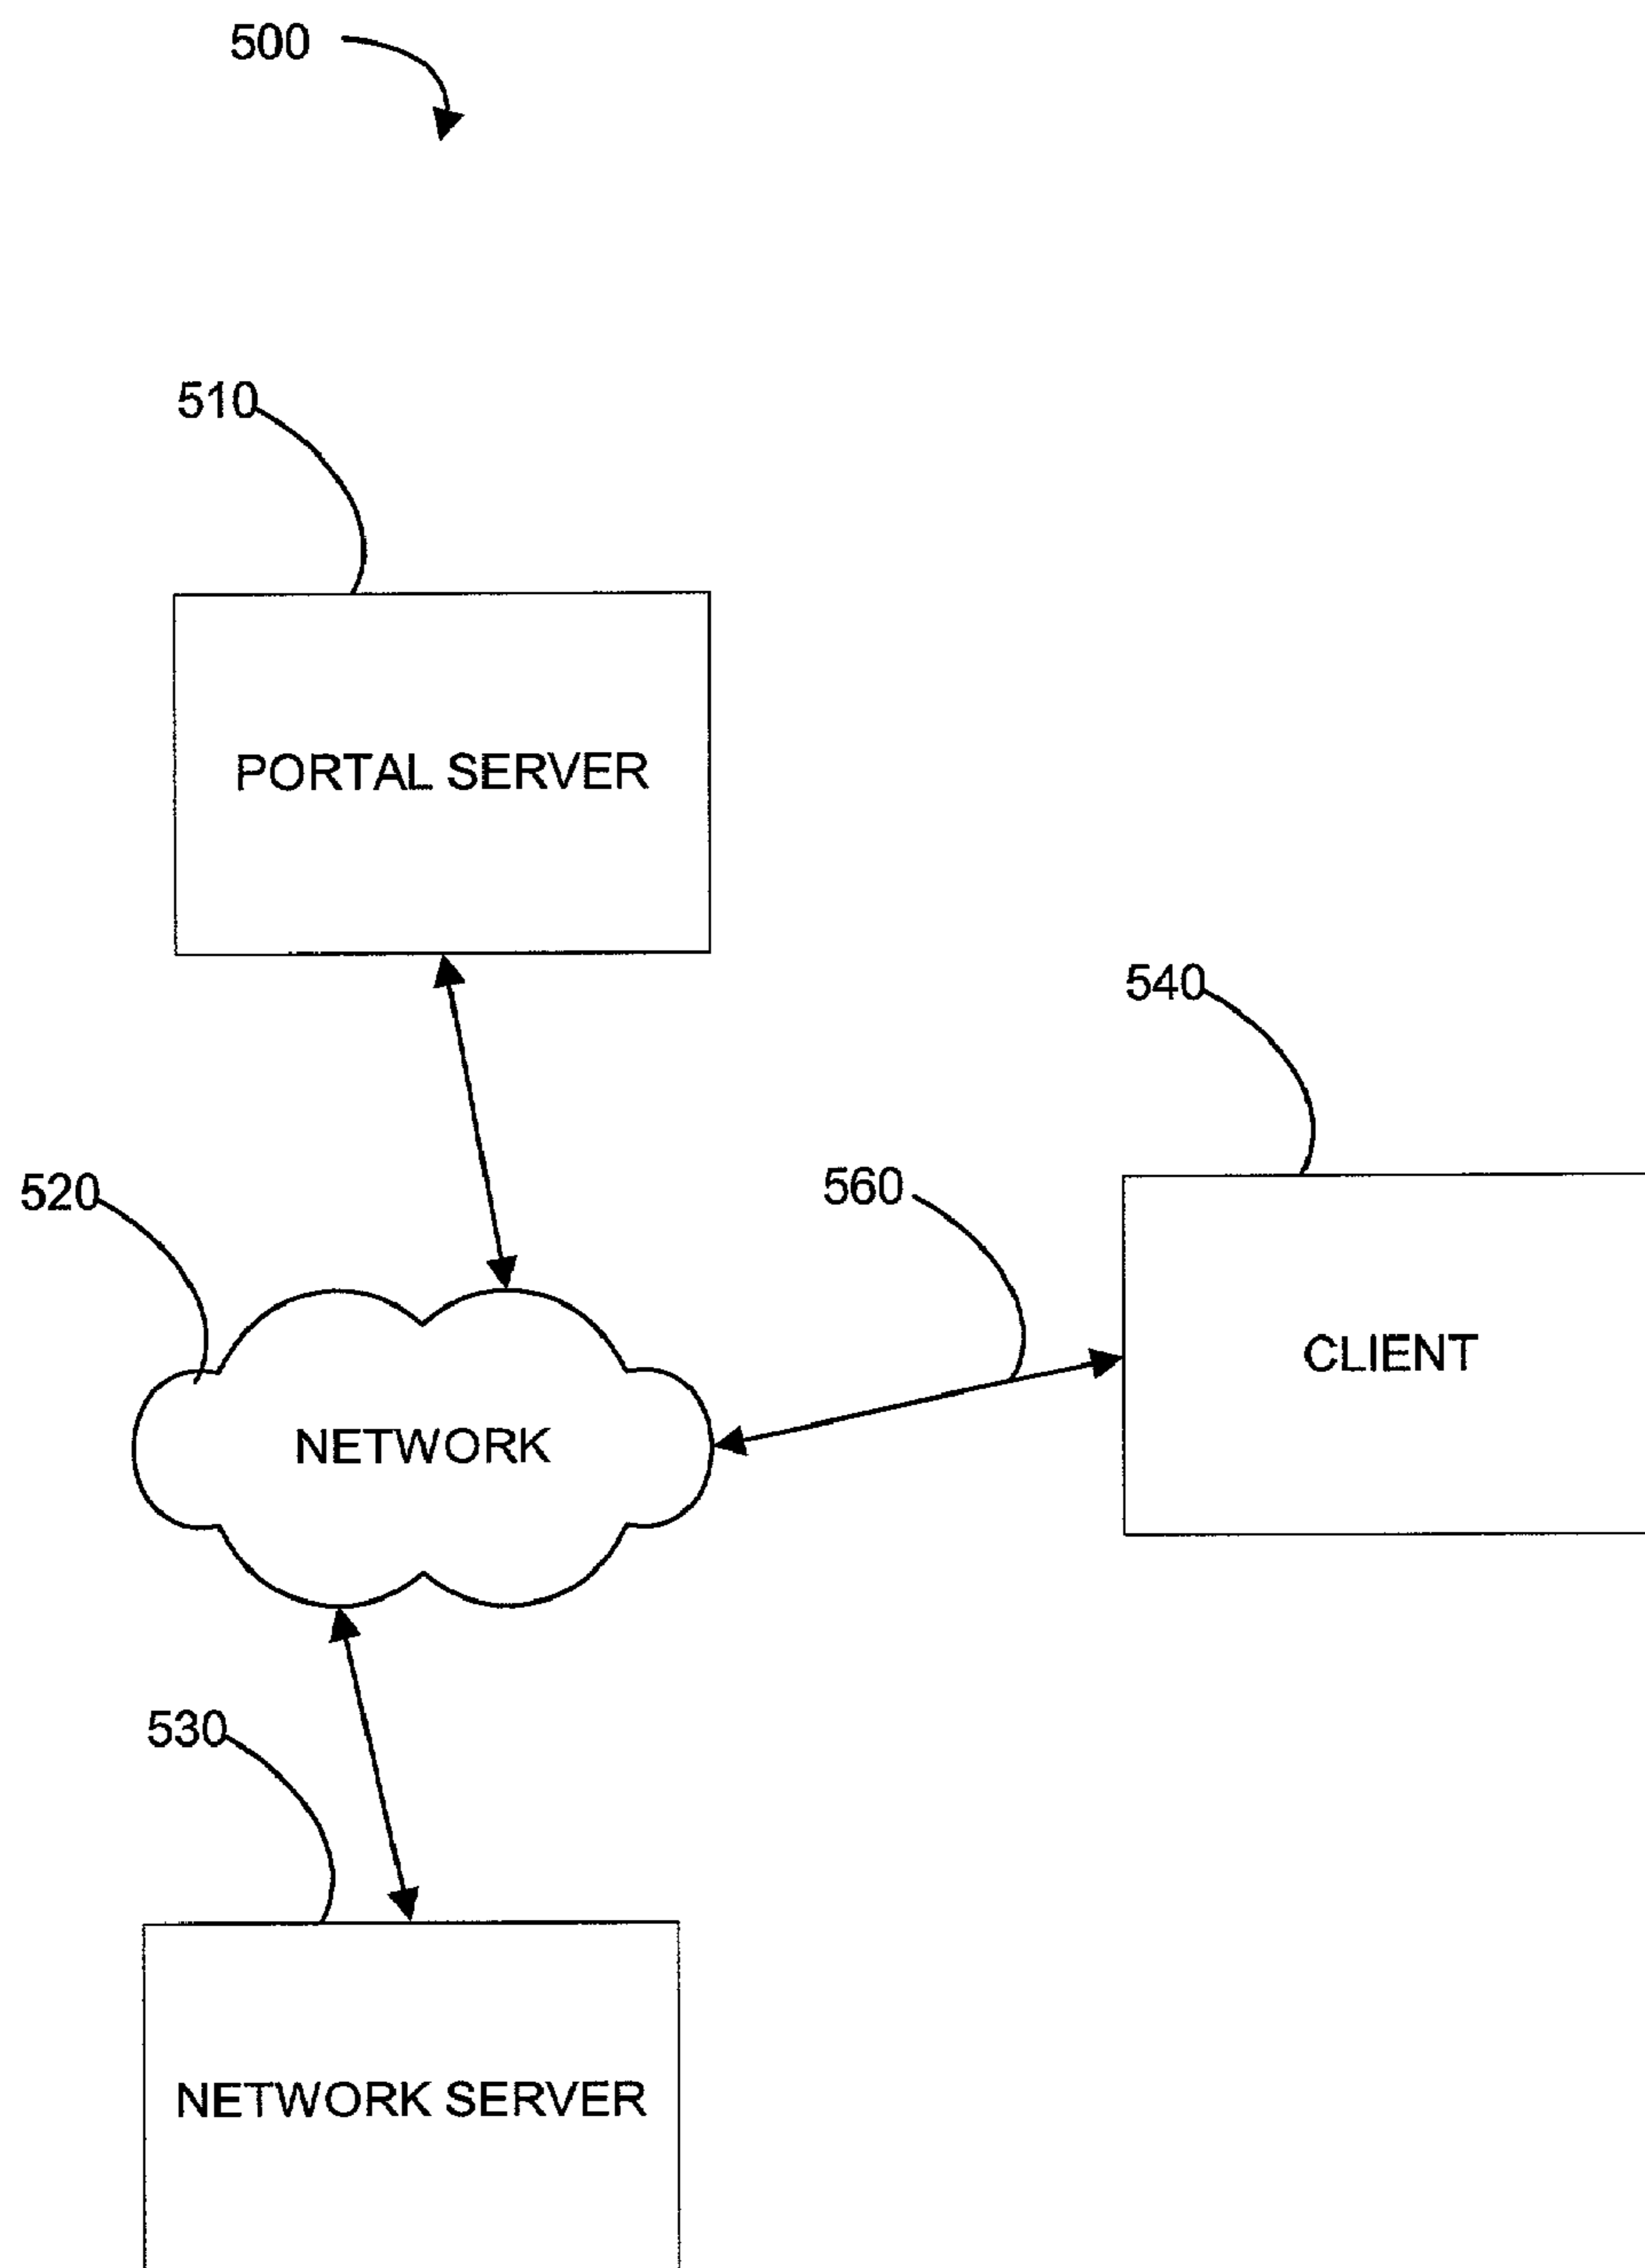 500
510
PORTAL SERVER
540
520
560
CLIENT
NETWORK
530
NETWORK SERVER